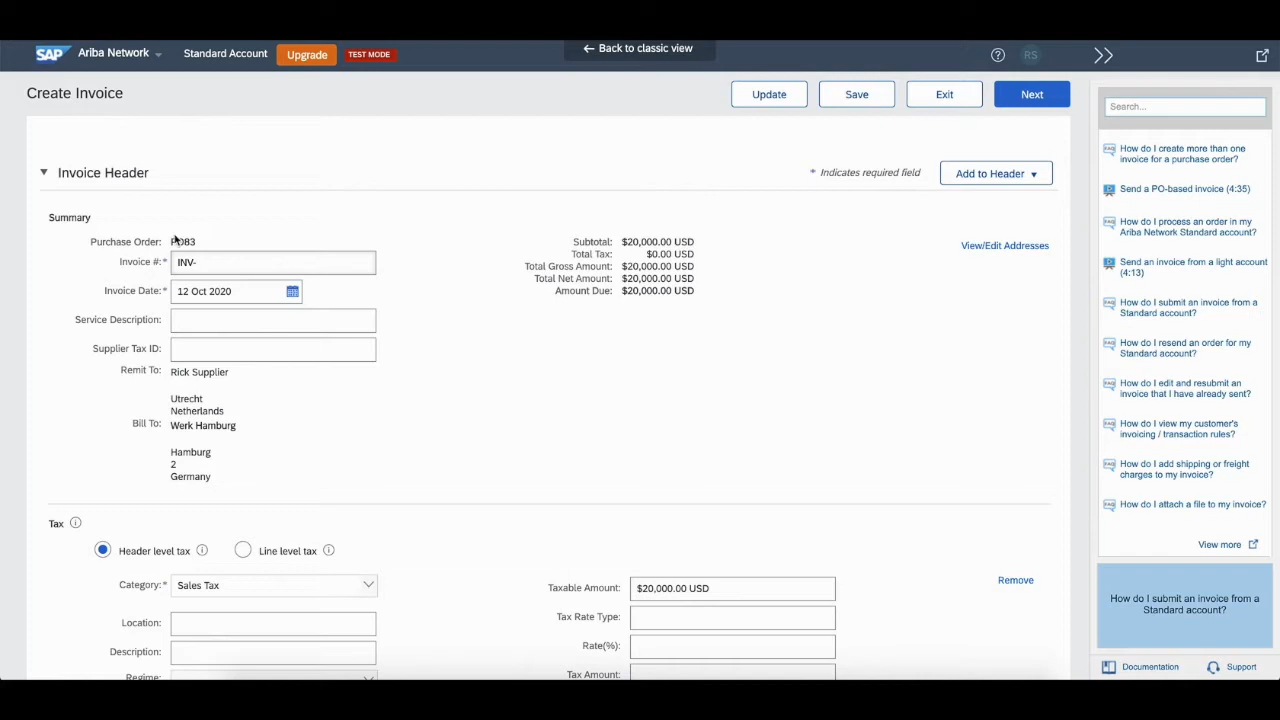 SAP Ariba Network Standard Account Upgrade TEST MODE ← Back to classic view RS
Create Invoice Update Save Exit Next
Invoice Header * Indicates required field Add to Header
Summary
Purchase Order:
Invoice #:* INV-
Invoice Date:* 12 Oct 2020
Service Description:
Supplier Tax ID:
Remit To: Rick Supplier
Utrecht
Netherlands
Bill To: Werk Hamburg
Hamburg
2
Germany
Subtotal: $20,000.00 USD
Total Tax: $0.00 USD
Total Gross Amount: $20,000.00 USD
Total Net Amount: $20,000.00 USD
Amount Due: $20,000.00 USD
View/Edit Addresses
Tax
Header level tax Line level tax
Category:* Sales Tax
Location:
Description:
Regime:
Taxable Amount: $20,000.00 USD
Tax Rate Type:
Rate(%):
Tax Amount:
Remove
Search...
FAQ How do I create more than one
invoice for a purchase order?
Send a PO-based invoice (4:35)
FAQ How do I process an order in my
Ariba Network Standard account?
Send an invoice from a light account
(4:13)
FAQ How do I submit an invoice from a
Standard account?
FAQ How do I resend an order for my
Standard account?
FAQ How do I edit and resubmit an
invoice that I have already sent?
FAQ How do I view my customer's
invoicing / transaction rules?
FAQ How do I add shipping or freight
charges to my invoice?
FAQ How do I attach a file to my invoice?
View more
How do I submit an invoice from a
Standard account?
Documentation Support